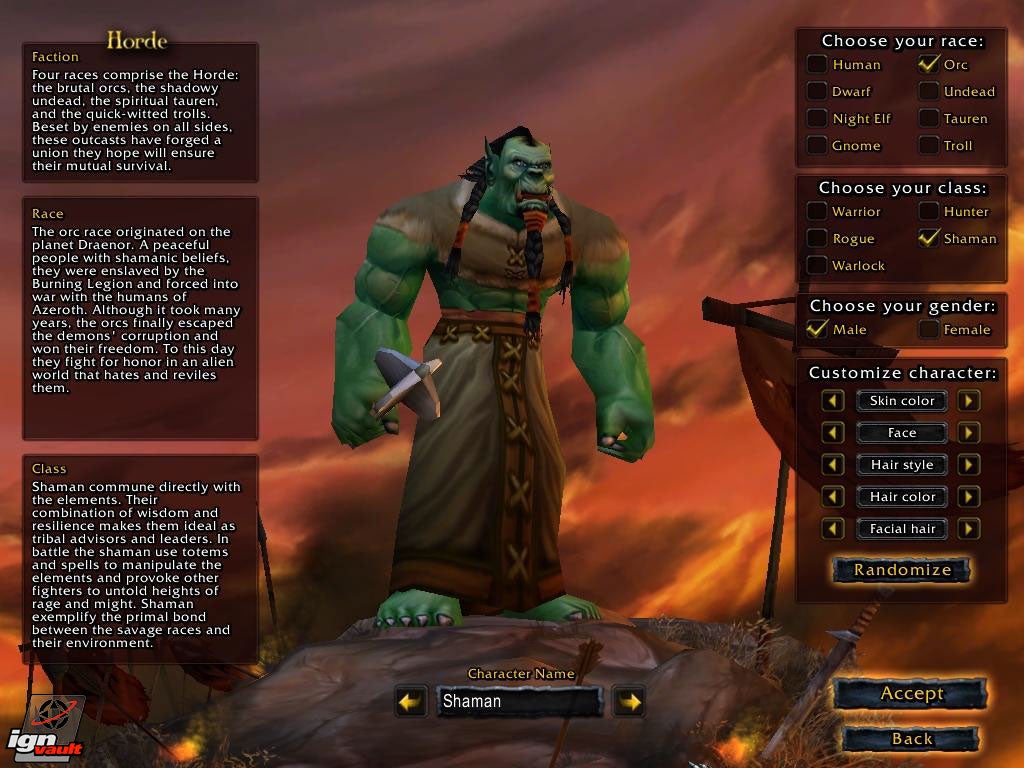 Horde
Faction
Four races comprise the Horde:
the brutal orcs, the shadowy
undead, the spiritual tauren,
and the quick-witted trolls.
Beset by enemies on all sides,
these outcasts have forged a
union they hope will ensure
their mutual survival.
Race
The orc race originated on the
planet Draenor. A peaceful
people with shamanic beliefs,
they were enslaved by the
Burning Legion and forced into
war with the humans of
Azeroth. Although it took many
years, the orcs finally escaped
the demons' corruption and
won their freedom. To this day
they fight for honor in an alien
world that hates and reviles
them.
Class
Shaman commune directly with
the elements. Their
combination of wisdom and
resilience makes them ideal as
tribal advisors and leaders. In
battle the shaman use totems
and spells to manipulate the
elements and provoke other
fighters to untold heights of
rage and might. Shaman
exemplify the primal bond
between the savage races and
their environment.
Choose your race:
Human Orc
Dwarf Undead
Night Elf Tauren
Gnome Troll
Choose your class:
Warrior Hunter
Rogue Shaman
Warlock
Choose your gender:
Male Female
Customize character:
Skin color
Face
Hair style
Hair color
Facial hair
Randomize
Character Name
Shaman
Accept
Back
ign
vault